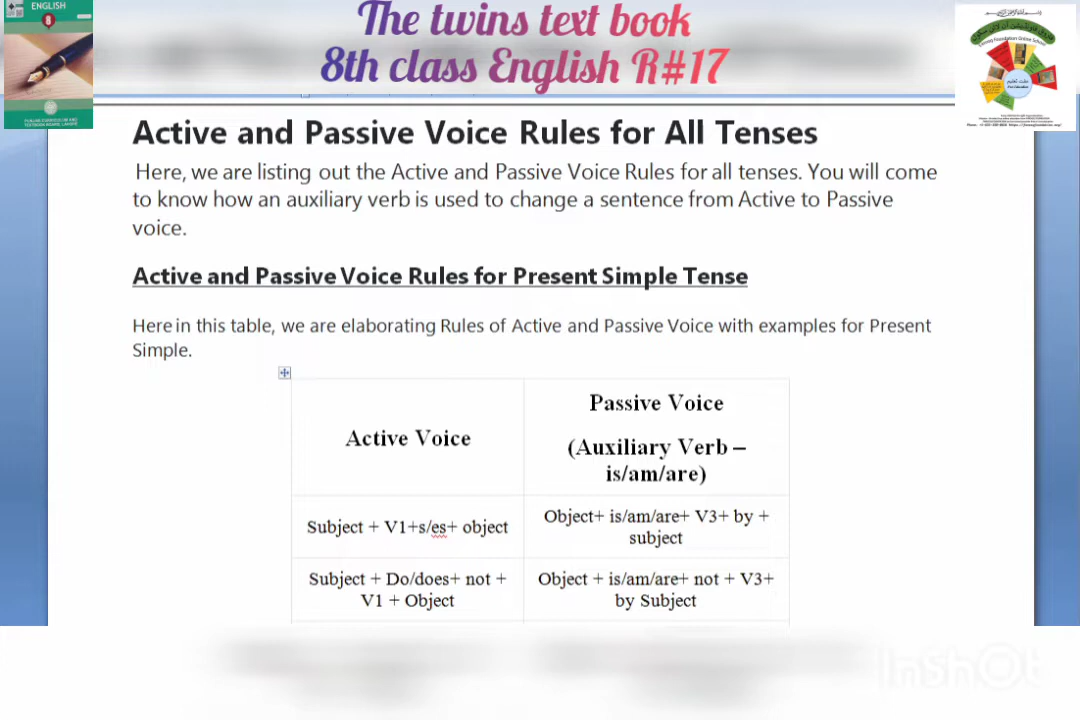 ENGLISH
8
The twins text book
8th class English R#17
Active and Passive Voice Rules for All Tenses
Here, we are listing out the Active and Passive Voice Rules for all tenses. You will come
to know how an auxiliary verb is used to change a sentence from Active to Passive
voice.
Active and Passive Voice Rules for Present Simple Tense
Here in this table, we are elaborating Rules of Active and Passive Voice with examples for Present
Simple.
Active Voice
Passive Voice
(Auxiliary Verb –
is/am/are)
Subject + V1+s/es+ object
Object+ is/am/are+ V3+ by +
subject
Subject + Do/does+ not +
V1 + Object
Object + is/am/are+ not + V3+
by Subject
InShOt